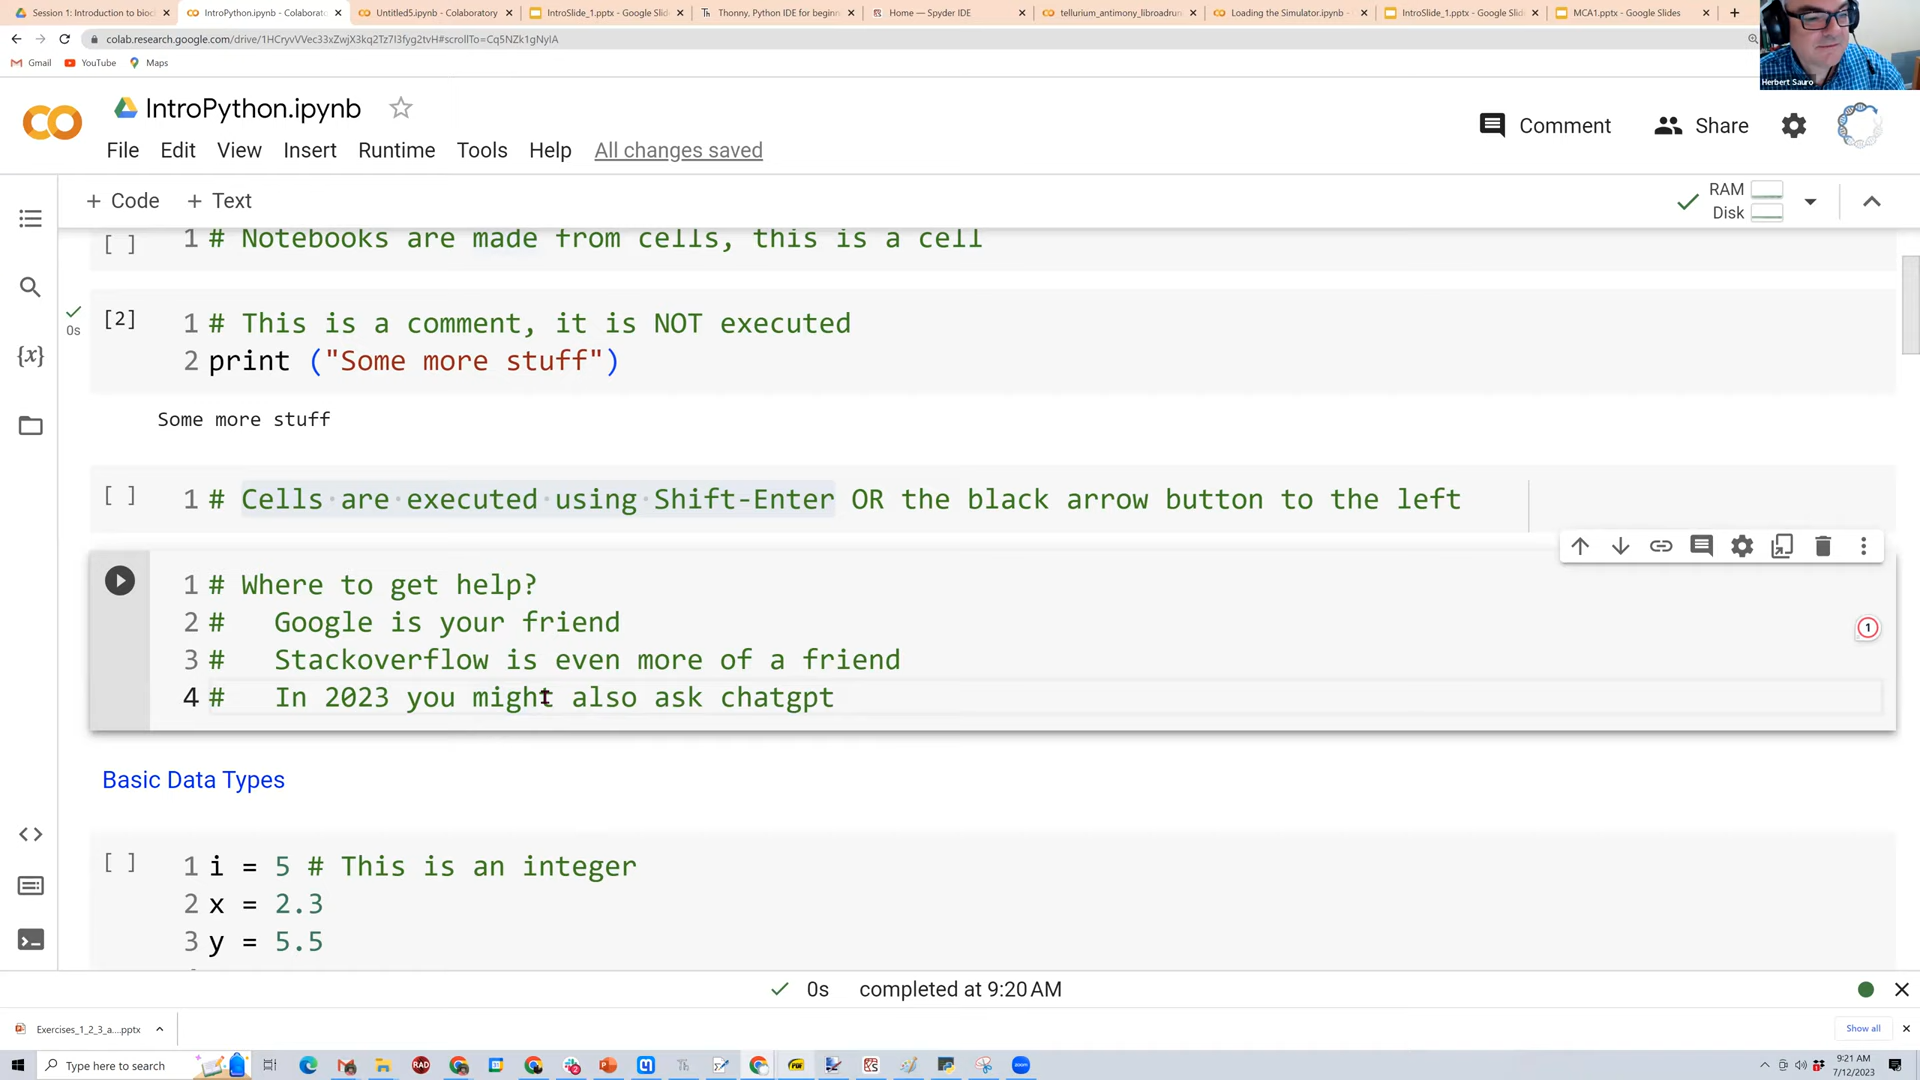 Session 1: Introduction to bioc
IntroPython.ipynb - Colaborato
Untitled5.ipynb - Colaboratory
IntroSlide_1.pptx - Google Slid
Thonny, Python IDE for beginn
Home — Spyder IDE
tellurium_antimony_libroadrun
Loading the Simulator.ipynb -
IntroSlide_1.pptx - Google Slid
MCA1.pptx - Google Slides
colab.research.google.com/drive/1HCryvVVec33xZwjX3kq2Tz7I3fyg2tvH#scrollTo=Cq5NZk1gNyIA
Gmail
YouTube
Maps
Herbert Sauro
IntroPython.ipynb
Comment
Share
File Edit View Insert Runtime Tools Help All changes saved
+ Code + Text
RAM
Disk
[ ] 1 # Notebooks are made from cells, this is a cell
[2] 1 # This is a comment, it is NOT executed
0s
2 print ("Some more stuff")
Some more stuff
[ ] 1 # Cells are executed using Shift-Enter OR the black arrow button to the left
1 # Where to get help?
2 #   Google is your friend
1
3 #   Stackoverflow is even more of a friend
4 #   In 2023 you might also ask chatgpt
Basic Data Types
[ ] 1 i = 5 # This is an integer
2 x = 2.3
3 y = 5.5
0s completed at 9:20 AM
Exercises_1_2_3_a....pptx
Show all
Type here to search
RAD
Th
zoom
9:21 AM
7/12/2023